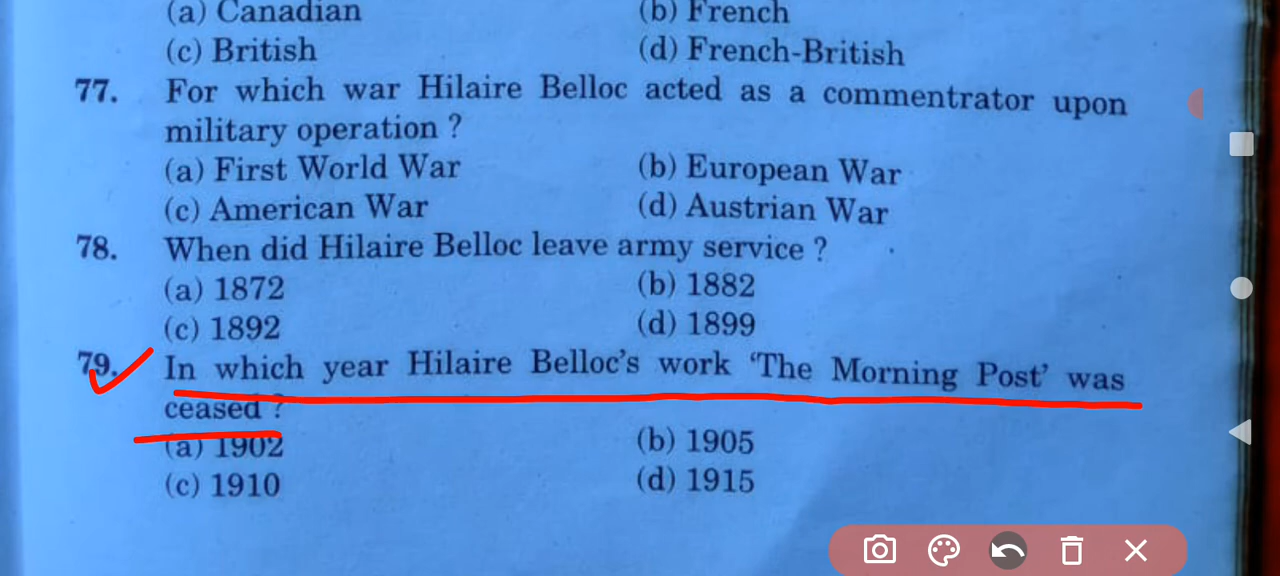 (a) Canadian (b) French
(c) British (d) French-British
77. For which war Hilaire Belloc acted as a commentrator upon
military operation ?
(a) First World War (b) European War
(c) American War (d) Austrian War
78. When did Hilaire Belloc leave army service ?
(a) 1872 (b) 1882
(c) 1892 (d) 1899
79. In which year Hilaire Belloc's work 'The Morning Post' was
ceased ?
(a) 1902 (b) 1905
(c) 1910 (d) 1915